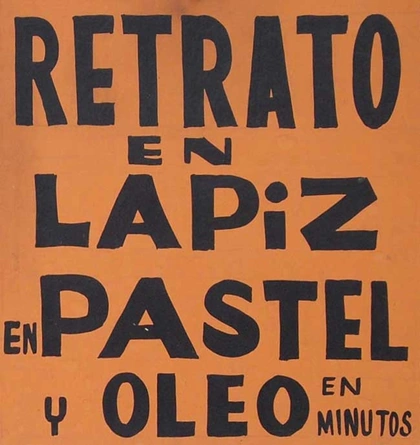 RETRATO
EN
LAPiZ
EN PASTEL
Y OLEO EN MINUTOS